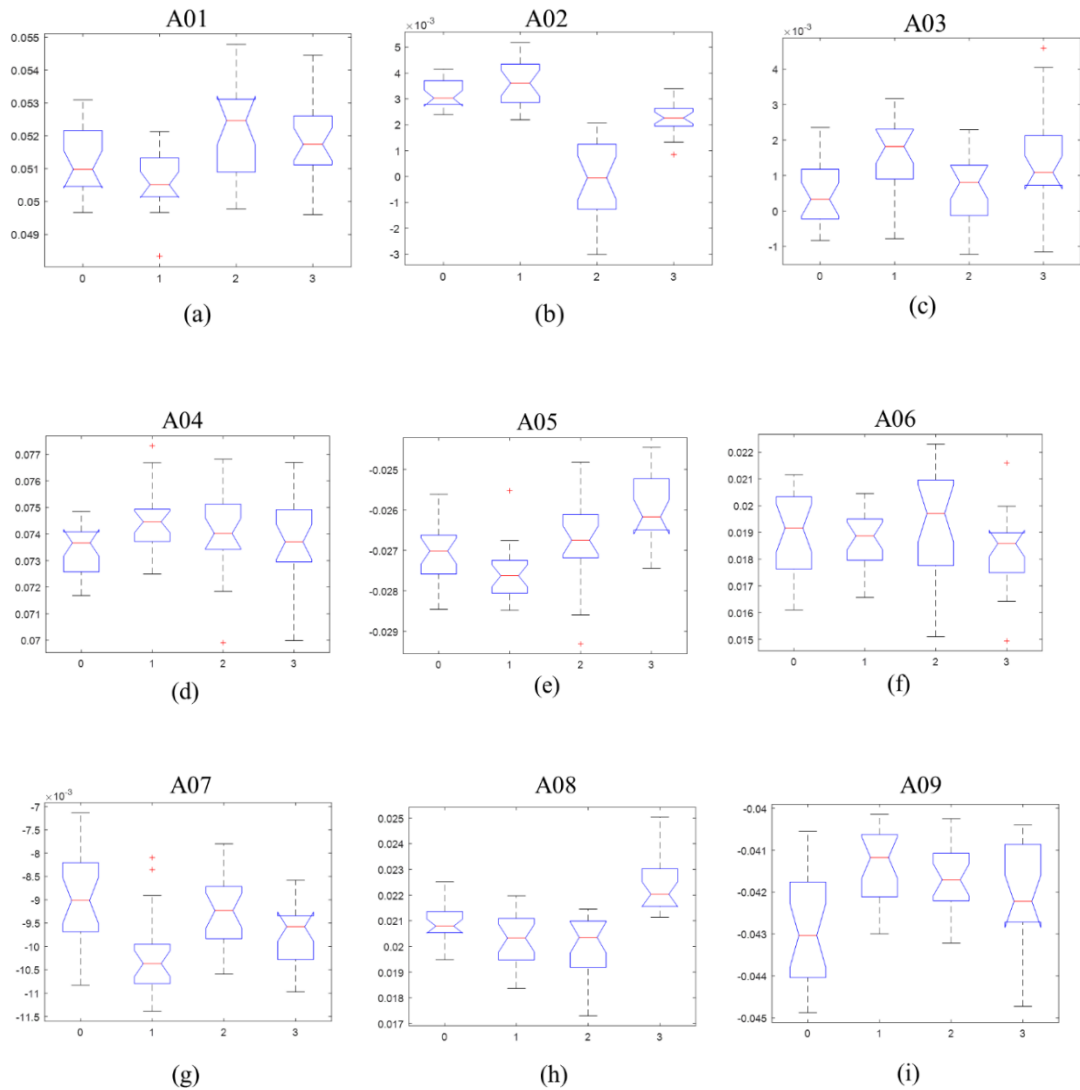 A01
0.055
0.054
0.053
0.052
0.051
0.05
0.049
0 1 2 3
(a)
A02
×10⁻³
5
4
3
2
1
0
-1
-2
-3
0 1 2 3
(b)
A03
×10⁻³
4
3
2
1
0
-1
0 1 2 3
(c)
A04
0.077
0.076
0.075
0.074
0.073
0.072
0.071
0.07
0 1 2 3
(d)
A05
-0.025
-0.026
-0.027
-0.028
-0.029
0 1 2 3
(e)
A06
0.022
0.021
0.02
0.019
0.018
0.017
0.016
0.015
0 1 2 3
(f)
A07
×10⁻³
-7
-7.5
-8
-8.5
-9
-9.5
-10
-10.5
-11
-11.5
0 1 2 3
(g)
A08
0.025
0.024
0.023
0.022
0.021
0.02
0.019
0.018
0.017
0 1 2 3
(h)
A09
-0.04
-0.041
-0.042
-0.043
-0.044
-0.045
0 1 2 3
(i)